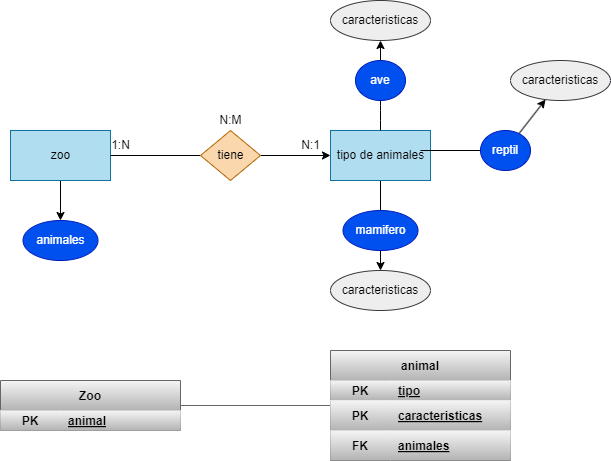 caracteristicas
ave
caracteristicas
N:M
zoo
1:N
tiene
N:1
tipo de animales
reptil
animales
mamifero
caracteristicas
Zoo
PK animal
animal
PK tipo
PK caracteristicas
FK animales